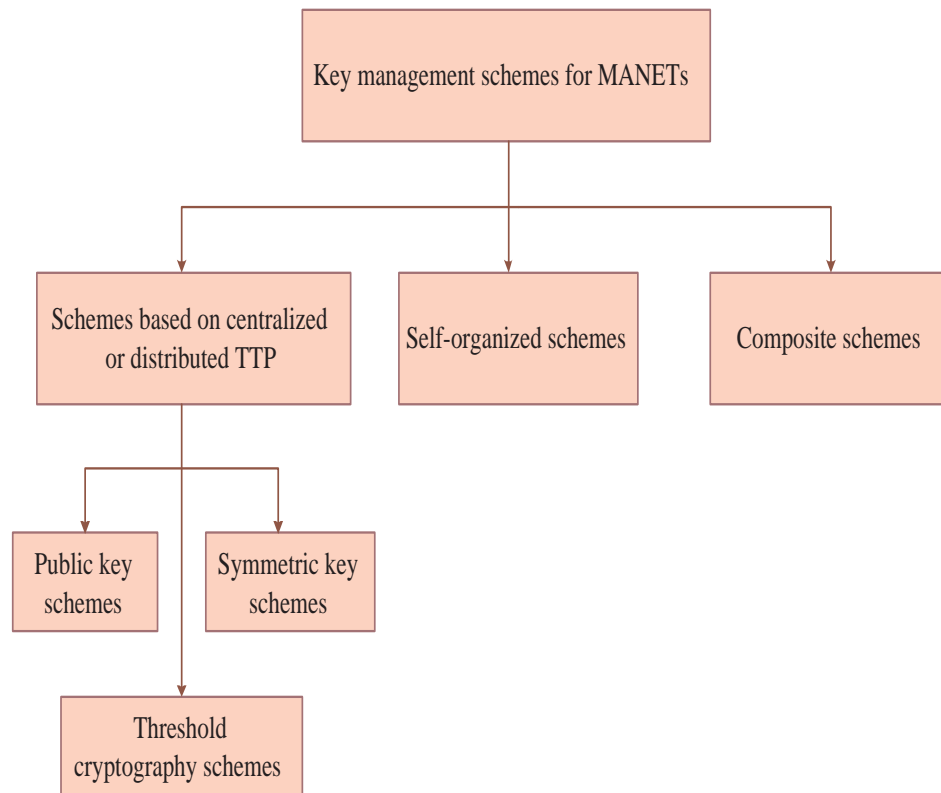 Key management schemes for MANETs
Schemes based on centralized
or distributed TTP
Self-organized schemes
Composite schemes
Public key
schemes
Symmetric key
schemes
Threshold
cryptography schemes